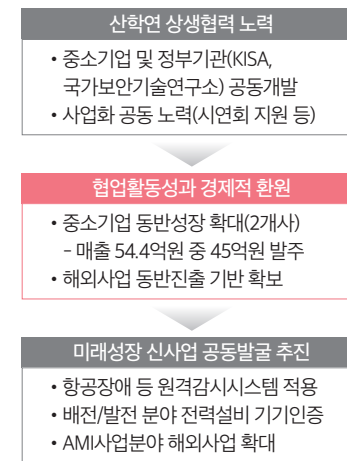 산학연 상생협력 노력
• 중소기업 및 정부기관(KISA,
국가보안기술연구소) 공동개발
• 사업화 공동 노력(시연회 지원 등)
협업활동성과 경제적 환원
• 중소기업 동반성장 확대(2개사)
- 매출 54.4억원 중 45억원 발주
• 해외사업 동반진출 기반 확보
미래성장 신사업 공동발굴 추진
• 항공장애 등 원격감시시스템 적용
• 배전/발전 분야 전력설비 기기인증
• AMI사업분야 해외사업 확대